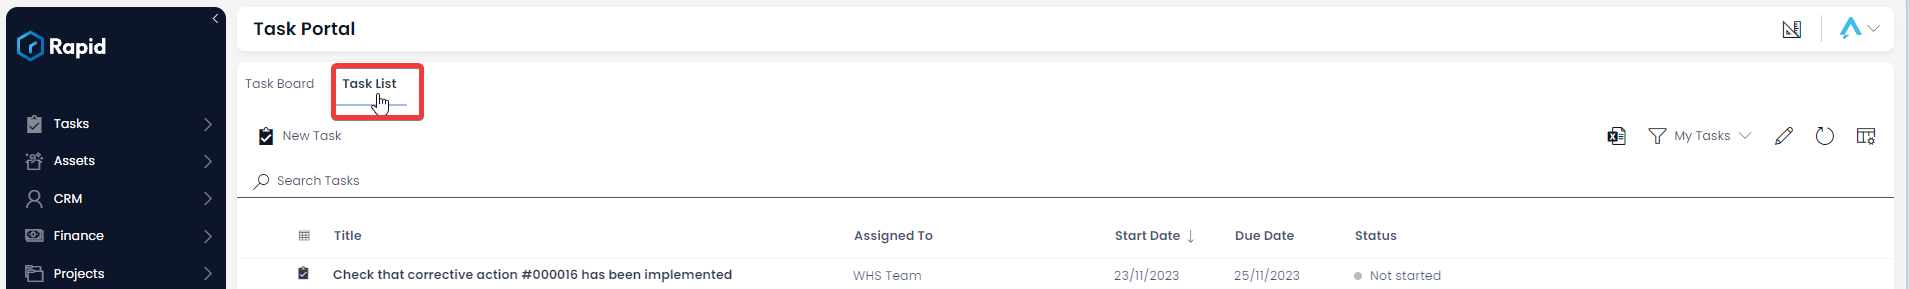 Rapid
Tasks
Assets
CRM
Finance
Projects
Task Portal
Task Board Task List
New Task
My Tasks
Search Tasks
Title Assigned To Start Date Due Date Status
Check that corrective action #000016 has been implemented WHS Team 23/11/2023 25/11/2023 Not started